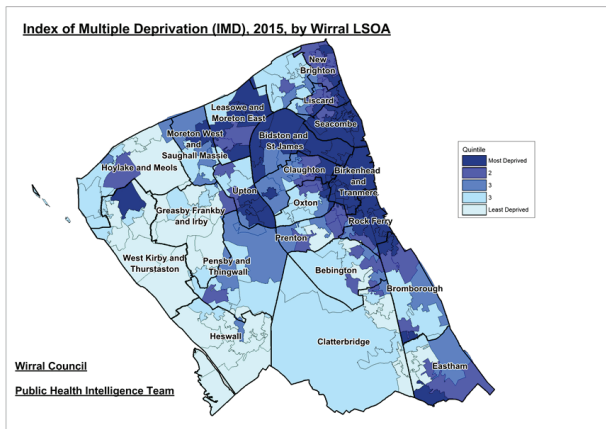 Index of Multiple Deprivation (IMD), 2015, by Wirral LSOA
New
Brighton
Liscard
Leasowe and
Moreton East
Seacombe
Moreton West
and
Saughall Massie
Bidston and
St James
Hoylake and Meols
Claughton
Birkenhead
and
Tranmere
Upton
Oxton
Greasby Frankby
and Irby
Rock Ferry
Prenton
West Kirby and
Thurstaston
Pensby and
Thingwall
Bebington
Bromborough
Heswall
Clatterbridge
Eastham
Quintile
Most Deprived
2
3
3
Least Deprived
Wirral Council
Public Health Intelligence Team